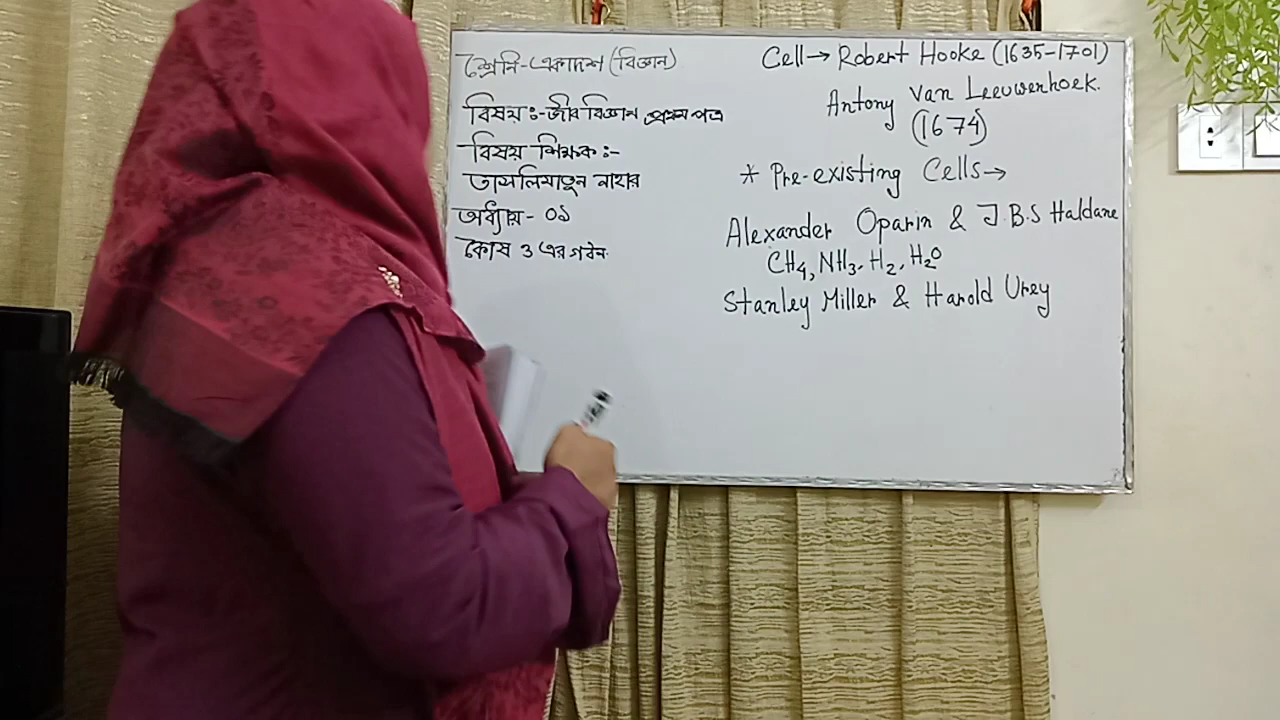 শ্রেনি-একাদশ (বিজ্ঞান)
বিষয়ঃ-জীব বিজ্ঞান প্রথম পত্র
বিষয় শিক্ষক ঃ-
তাসলিমাতুন নাহার
অধ্যায় - ০১
কোষ ও এর গঠন
Cell→ Robert Hooke (1635-1701)
Antony Van Leeuwenhoek.
(1674)
* Pre-existing Cells→
Alexander Oparin & J.B.S Haldane
CH4, NH3, H2, H2O
Stanley Miller & Harold Urey